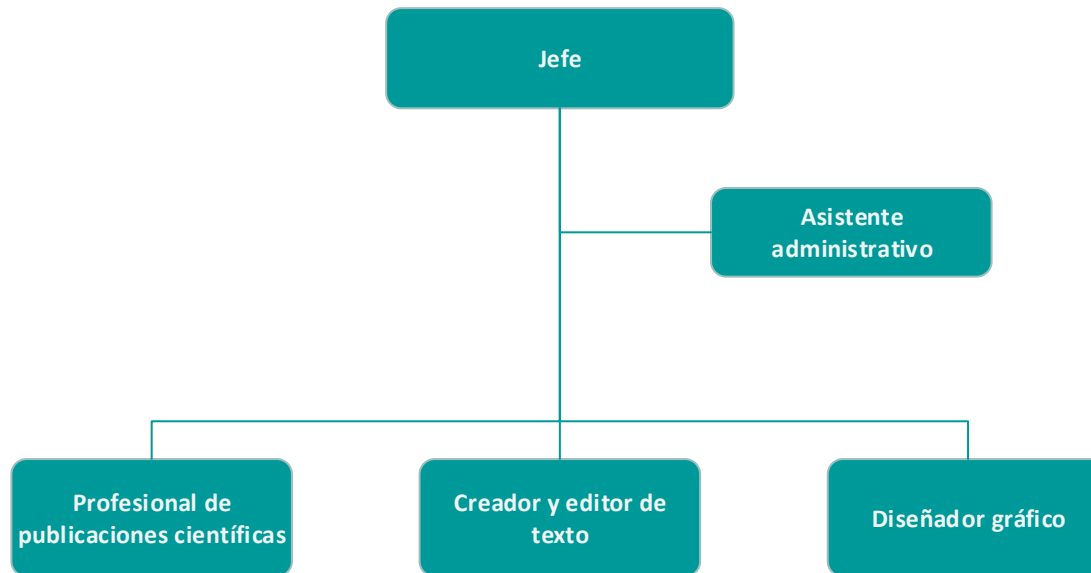 Jefe
Asistente
administrativo
Profesional de
publicaciones científicas
Creador y editor de
texto
Diseñador gráfico